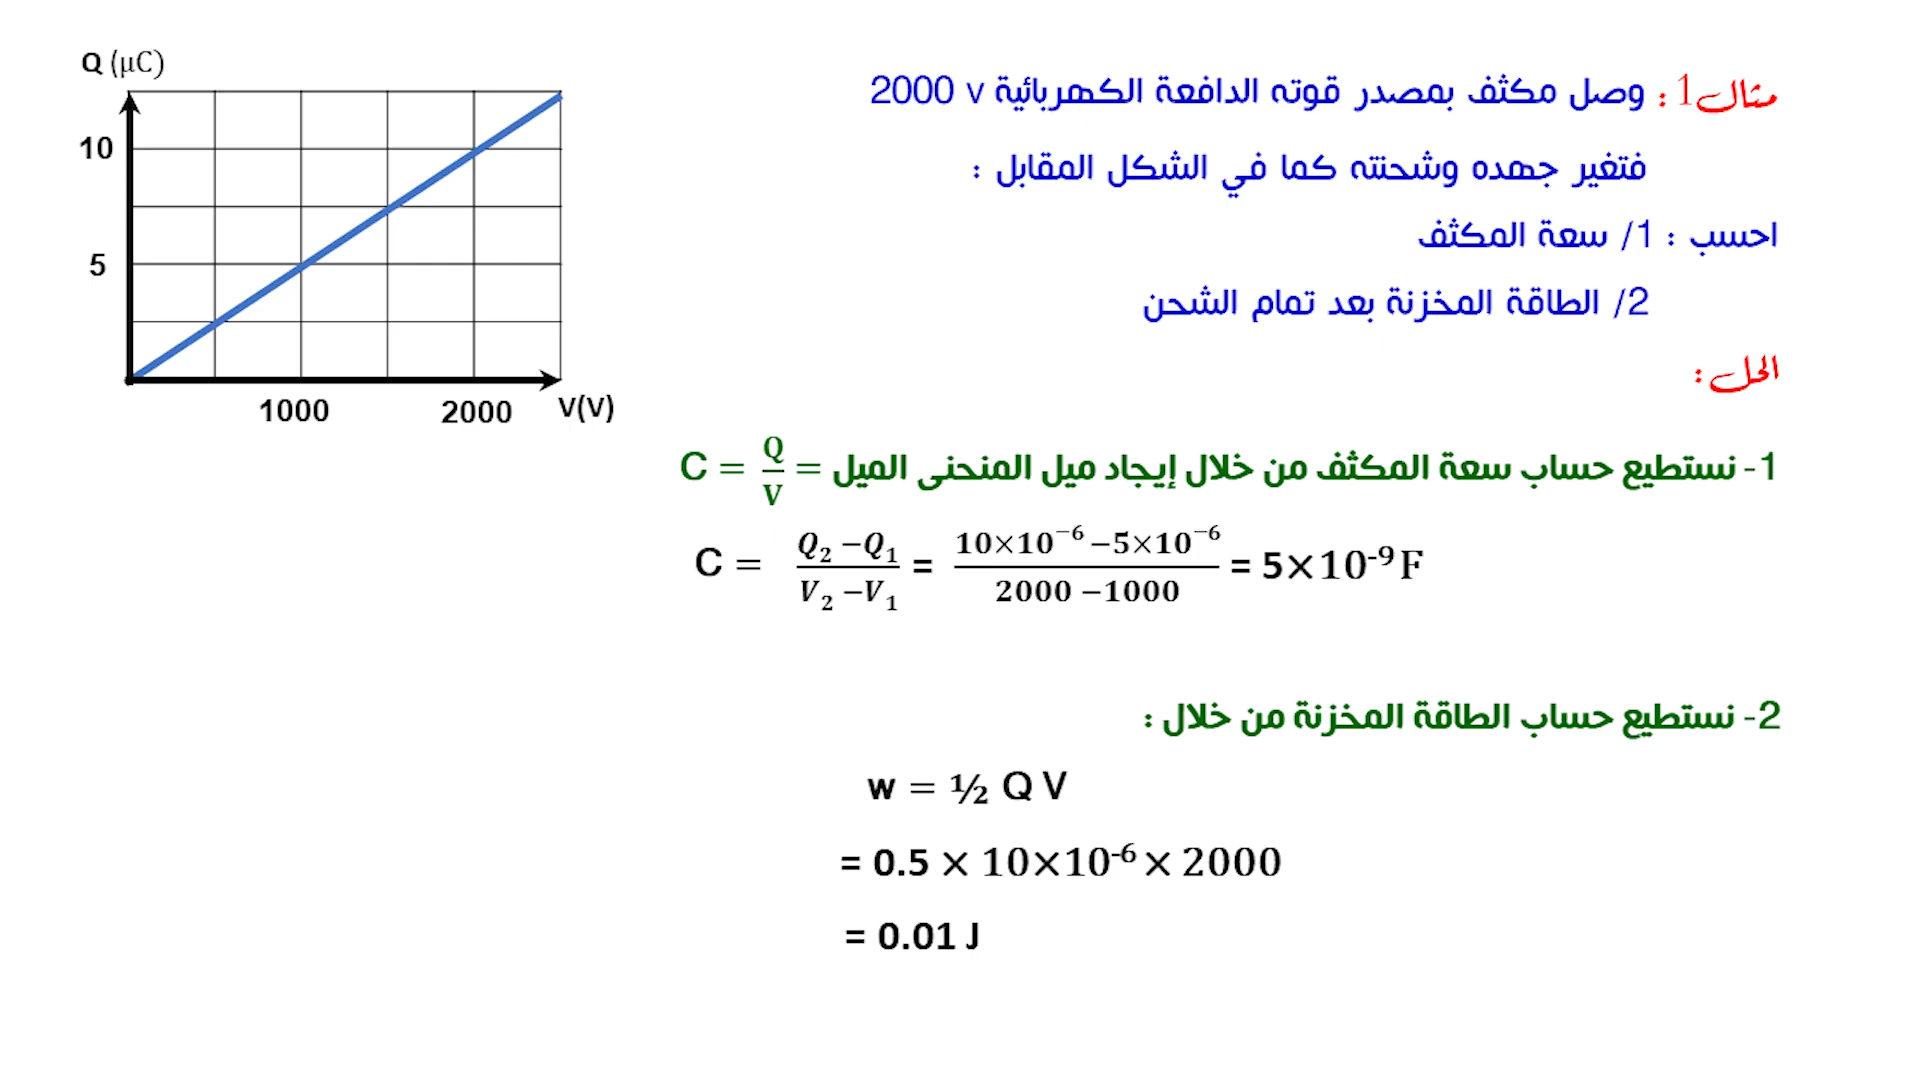 مثال 1 : وصل مكثف بمصدر قوته الدافعة الكهربائية 2000 v
فتغير جهده وشحنته كما في الشكل المقابل :
احسب : 1/ سعة المكثف
2/ الطاقة المخزنة بعد تمام الشحن
Q (μC)
10
5
1000 2000 V(V)
الحل :
1- نستطيع حساب سعة المكثف من خلال إيجاد ميل المنحنى الميل = C = Q/V
C = (Q₂ −Q₁)/(V₂ −V₁) = (10×10⁻⁶ −5×10⁻⁶)/(2000 −1000) = 5×10⁻⁹F
2- نستطيع حساب الطاقة المخزنة من خلال :
w = ½ Q V
= 0.5 × 10×10⁻⁶ × 2000
= 0.01 J